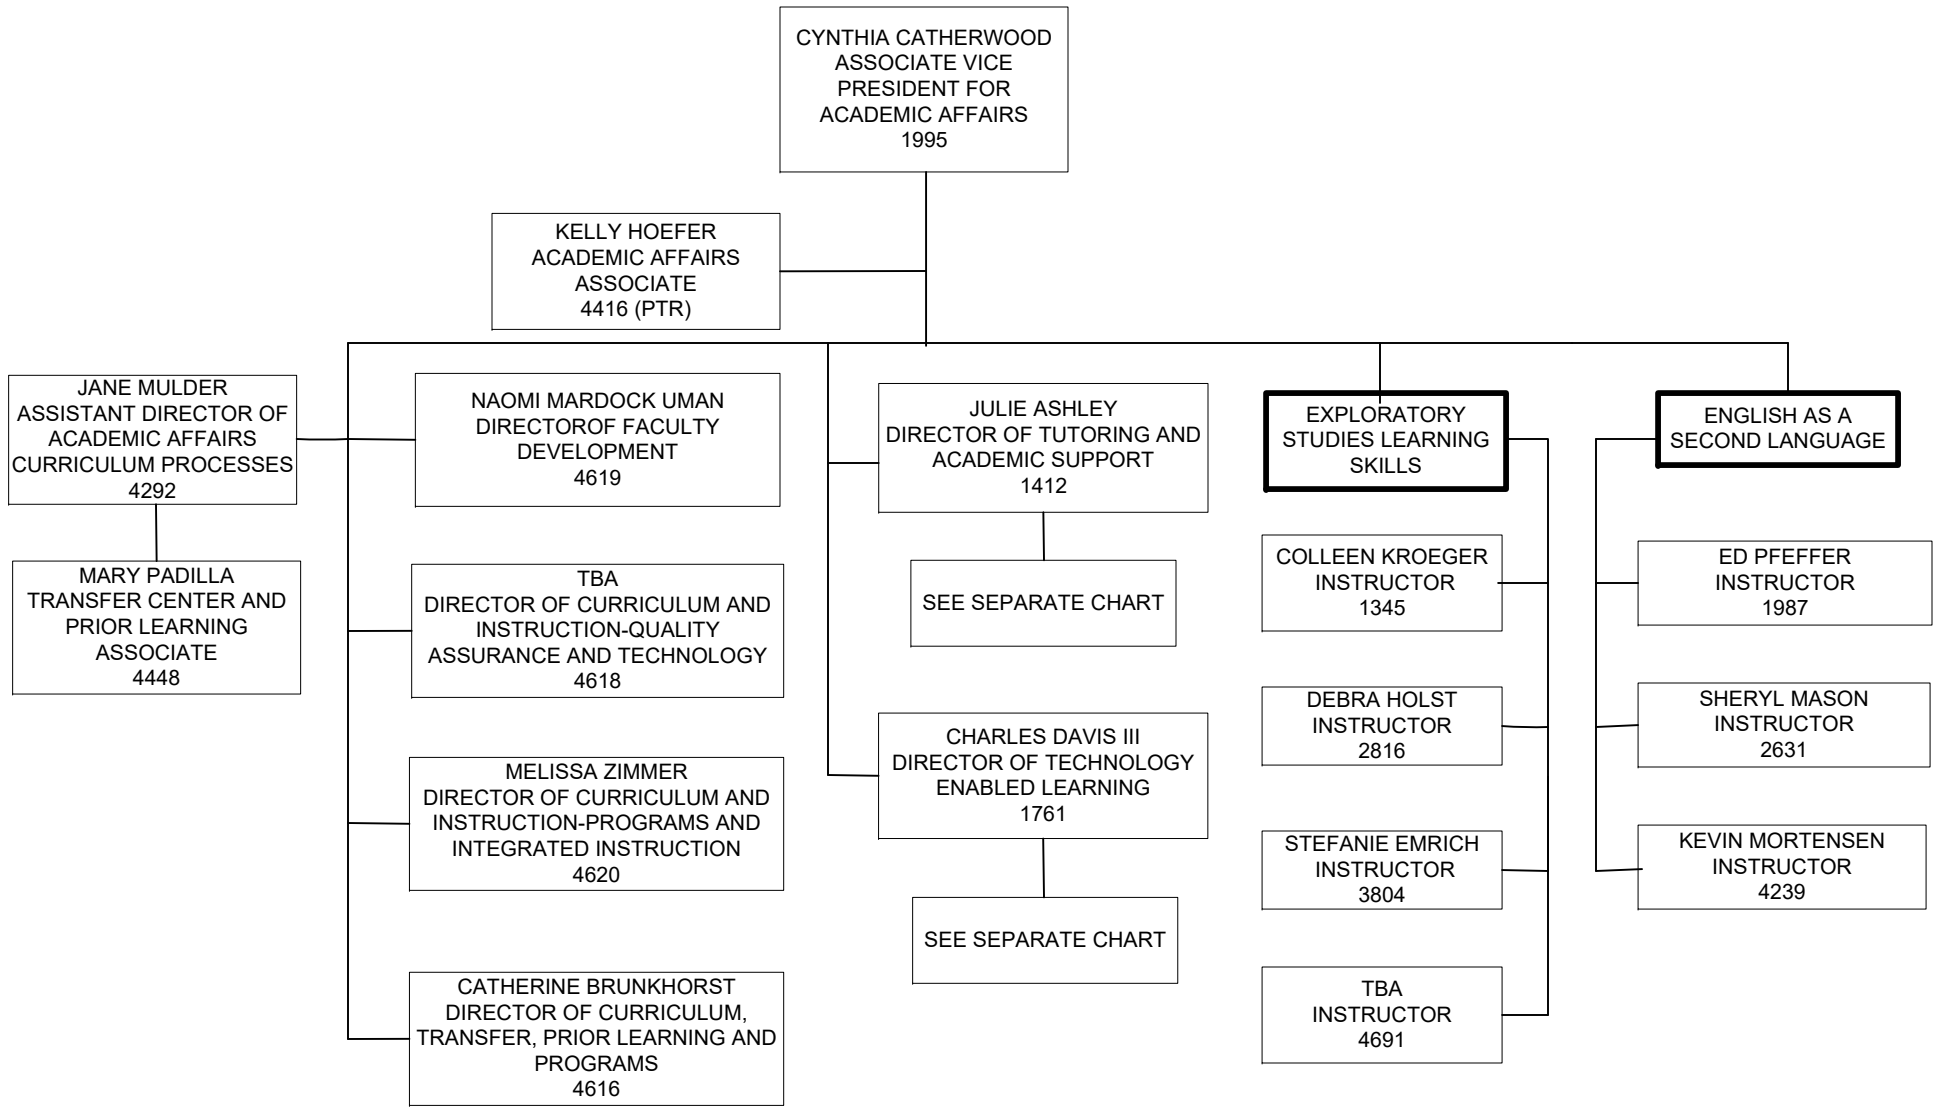 CYNTHIA CATHERWOOD
ASSOCIATE VICE
PRESIDENT FOR
ACADEMIC AFFAIRS
1995
KELLY HOEFER
ACADEMIC AFFAIRS
ASSOCIATE
4416 (PTR)
JANE MULDER
ASSISTANT DIRECTOR OF
ACADEMIC AFFAIRS
CURRICULUM PROCESSES
4292
MARY PADILLA
TRANSFER CENTER AND
PRIOR LEARNING
ASSOCIATE
4448
NAOMI MARDOCK UMAN
DIRECTOROF FACULTY
DEVELOPMENT
4619
TBA
DIRECTOR OF CURRICULUM AND
INSTRUCTION-QUALITY
ASSURANCE AND TECHNOLOGY
4618
MELISSA ZIMMER
DIRECTOR OF CURRICULUM AND
INSTRUCTION-PROGRAMS AND
INTEGRATED INSTRUCTION
4620
CATHERINE BRUNKHORST
DIRECTOR OF CURRICULUM,
TRANSFER, PRIOR LEARNING AND
PROGRAMS
4616
JULIE ASHLEY
DIRECTOR OF TUTORING AND
ACADEMIC SUPPORT
1412
SEE SEPARATE CHART
CHARLES DAVIS III
DIRECTOR OF TECHNOLOGY
ENABLED LEARNING
1761
SEE SEPARATE CHART
EXPLORATORY
STUDIES LEARNING
SKILLS
COLLEEN KROEGER
INSTRUCTOR
1345
DEBRA HOLST
INSTRUCTOR
2816
STEFANIE EMRICH
INSTRUCTOR
3804
TBA
INSTRUCTOR
4691
ENGLISH AS A
SECOND LANGUAGE
ED PFEFFER
INSTRUCTOR
1987
SHERYL MASON
INSTRUCTOR
2631
KEVIN MORTENSEN
INSTRUCTOR
4239